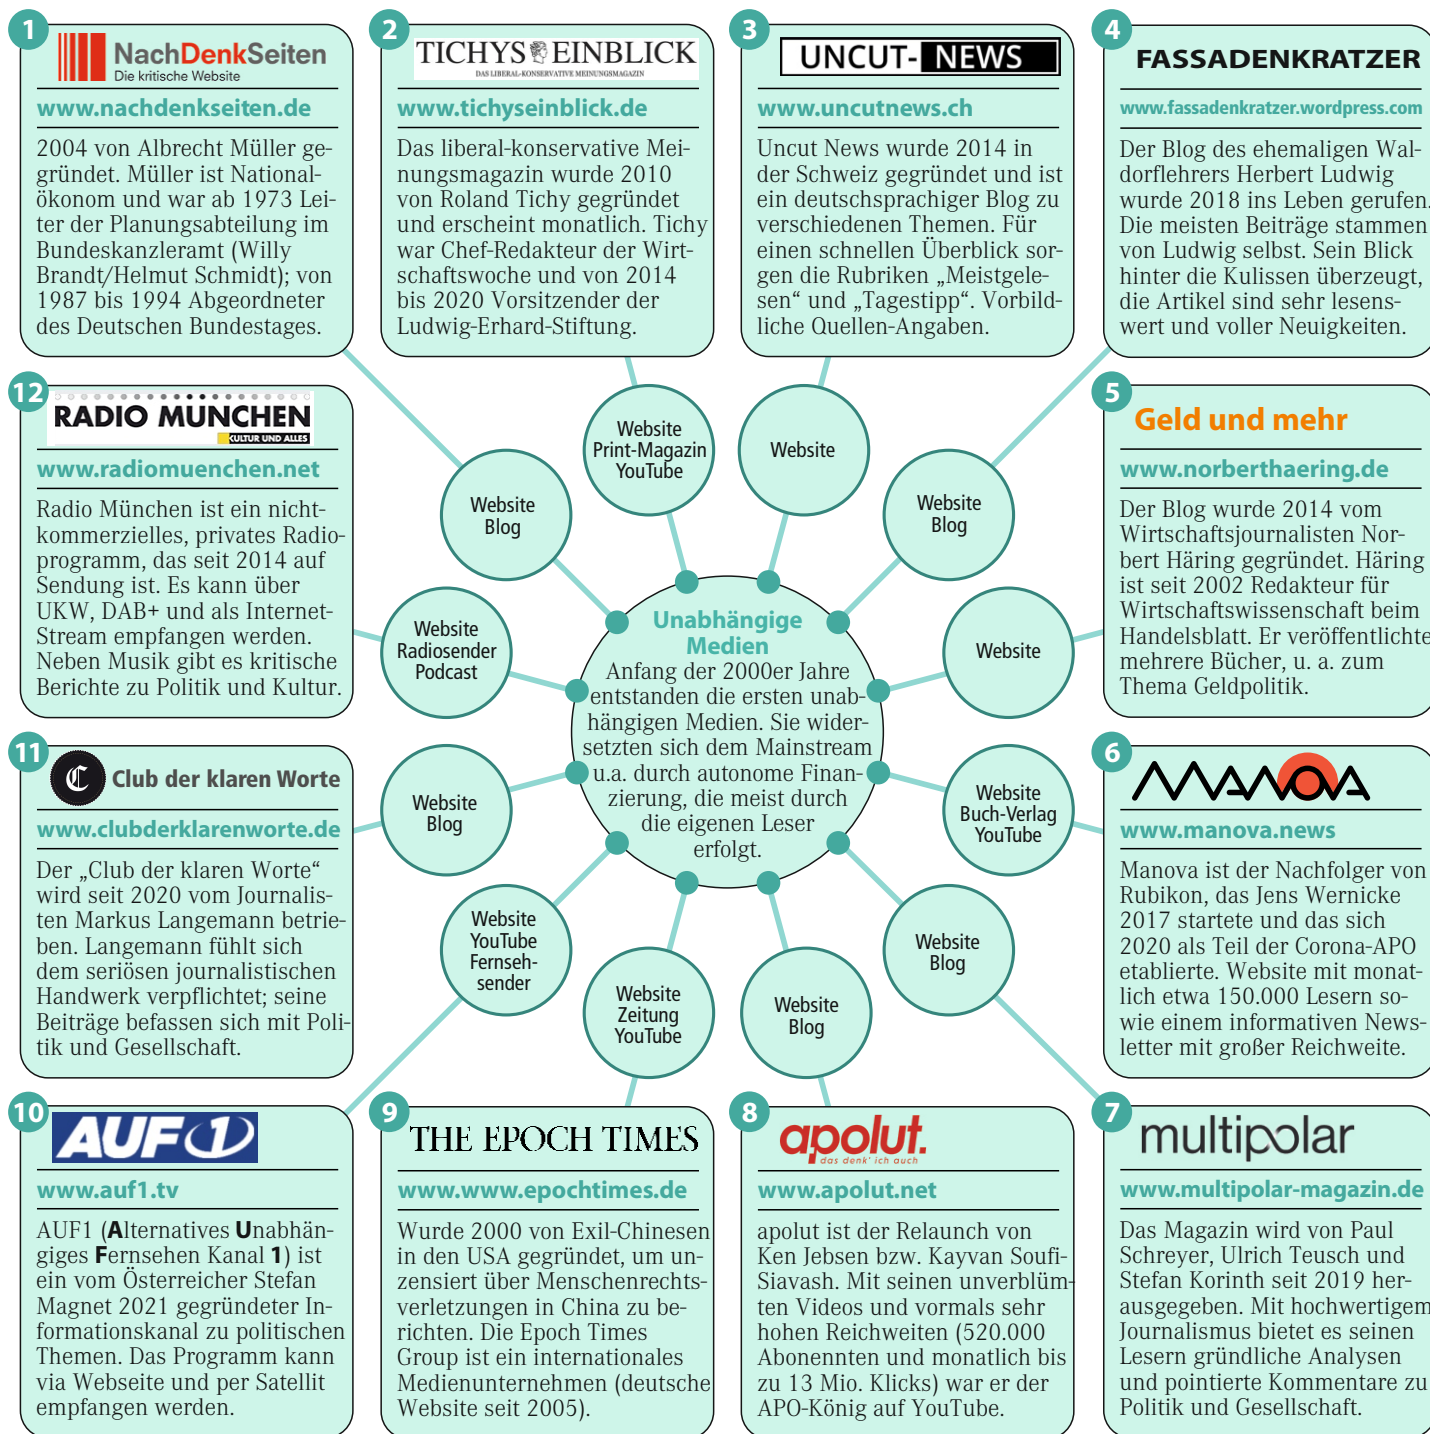 1
NachDenkSeiten
Die kritische Website
www.nachdenkseiten.de
2004 von Albrecht Müller ge-
gründet. Müller ist National-
ökonom und war ab 1973 Lei-
ter der Planungsabteilung im
Bundeskanzleramt (Willy
Brandt/Helmut Schmidt); von
1987 bis 1994 Abgeordneter
des Deutschen Bundestages.
2
TICHYS EINBLICK
DAS LIBERAL-KONSERVATIVE MEINUNGSMAGAZIN
www.tichyseinblick.de
Das liberal-konservative Mei-
nungsmagazin wurde 2010
von Roland Tichy gegründet
und erscheint monatlich. Tichy
war Chef-Redakteur der Wirt-
schaftswoche und von 2014
bis 2020 Vorsitzender der
Ludwig-Erhard-Stiftung.
3
UNCUT-NEWS
www.uncutnews.ch
Uncut News wurde 2014 in
der Schweiz gegründet und ist
ein deutschsprachiger Blog zu
verschiedenen Themen. Für
einen schnellen Überblick sor-
gen die Rubriken „Meistgele-
sen“ und „Tagestipp“. Vorbild-
liche Quellen-Angaben.
4
FASSADENKRATZER
www.fassadenkratzer.wordpress.com
Der Blog des ehemaligen Wal-
dorflehrers Herbert Ludwig
wurde 2018 ins Leben gerufen.
Die meisten Beiträge stammen
von Ludwig selbst. Sein Blick
hinter die Kulissen überzeugt,
die Artikel sind sehr lesens-
wert und voller Neuigkeiten.
12
RADIO MÜNCHEN
KULTUR UND ALLES
www.radiomuenchen.net
Radio München ist ein nicht-
kommerzielles, privates Radio-
programm, das seit 2014 auf
Sendung ist. Es kann über
UKW, DAB+ und als Internet-
Stream empfangen werden.
Neben Musik gibt es kritische
Berichte zu Politik und Kultur.
Website
Blog
Website
Print-Magazin
YouTube
Website
Website
Blog
5
Geld und mehr
www.norberthaering.de
Der Blog wurde 2014 vom
Wirtschaftsjournalisten Nor-
bert Häring gegründet. Häring
ist seit 2002 Redakteur für
Wirtschaftswissenschaft beim
Handelsblatt. Er veröffentlichte
mehrere Bücher, u. a. zum
Thema Geldpolitik.
Website
Radiosender
Podcast
Unabhängige
Medien
Anfang der 2000er Jahre
entstanden die ersten unab-
hängigen Medien. Sie wider-
setzten sich dem Mainstream
u.a. durch autonome Finan-
zierung, die meist durch
die eigenen Leser
erfolgt.
Website
11
C
Club der klaren Worte
www.clubderklarenworte.de
Der „Club der klaren Worte“
wird seit 2020 vom Journalis-
ten Markus Langemann betrie-
ben. Langemann fühlt sich
dem seriösen journalistischen
Handwerk verpflichtet; seine
Beiträge befassen sich mit Poli-
tik und Gesellschaft.
Website
Blog
Website
Buch-Verlag
YouTube
6
MANOVA
www.manova.news
Manova ist der Nachfolger von
Rubikon, das Jens Wernicke
2017 startete und das sich
2020 als Teil der Corona-APO
etablierte. Website mit monat-
lich etwa 150.000 Lesern so-
wie einem informativen News-
letter mit großer Reichweite.
Website
YouTube
Fernseh-
sender
Website
Zeitung
YouTube
Website
Blog
Website
Blog
10
AUF1
www.auf1.tv
AUF1 (Alternatives Unabhän-
giges Fernsehen Kanal 1) ist
ein vom Österreicher Stefan
Magnet 2021 gegründeter In-
formationskanal zu politischen
Themen. Das Programm kann
via Webseite und per Satellit
empfangen werden.
9
THE EPOCH TIMES
www.www.epochtimes.de
Wurde 2000 von Exil-Chinesen
in den USA gegründet, um un-
zensiert über Menschenrechts-
verletzungen in China zu be-
richten. Die Epoch Times
Group ist ein internationales
Medienunternehmen (deutsche
Website seit 2005).
8
apolut.
das denk' ich auch
www.apolut.net
apolut ist der Relaunch von
Ken Jebsen bzw. Kayvan Soufi-
Siavash. Mit seinen unverblüm-
ten Videos und vormals sehr
hohen Reichweiten (520.000
Abonennten und monatlich bis
zu 13 Mio. Klicks) war er der
APO-König auf YouTube.
7
multipolar
www.multipolar-magazin.de
Das Magazin wird von Paul
Schreyer, Ulrich Teusch und
Stefan Korinth seit 2019 her-
ausgegeben. Mit hochwertigem
Journalismus bietet es seinen
Lesern gründliche Analysen
und pointierte Kommentare zu
Politik und Gesellschaft.